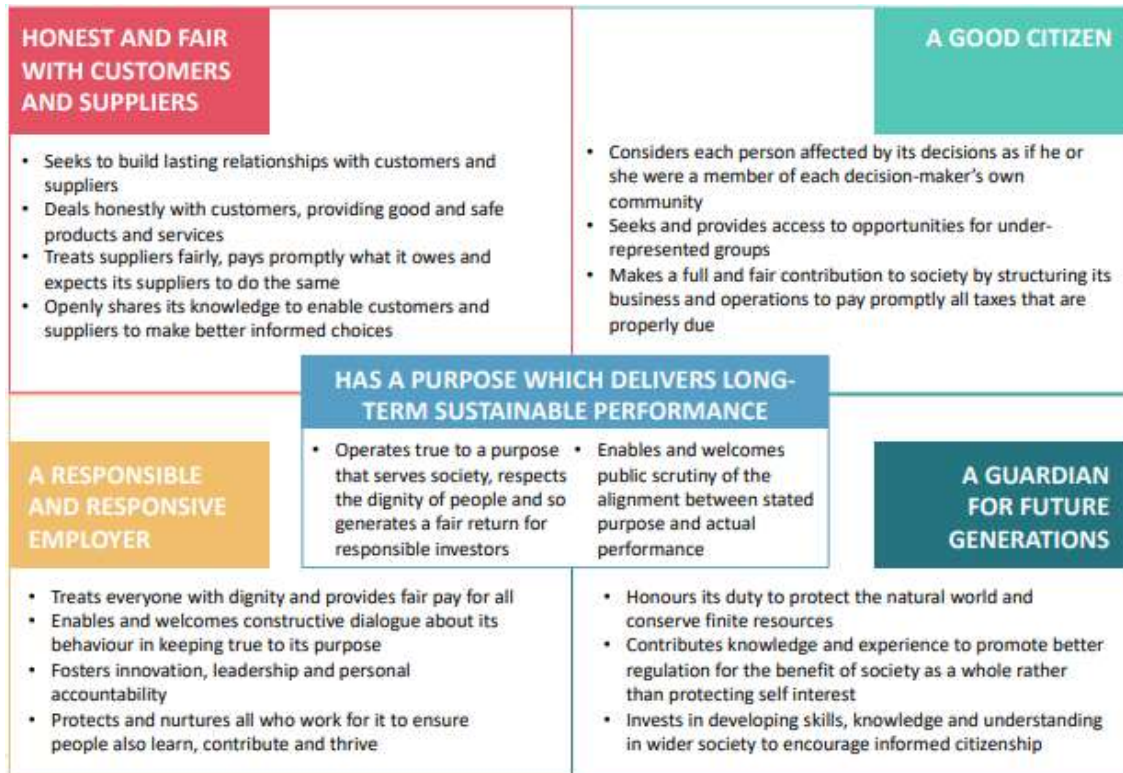 HONEST AND FAIR
WITH CUSTOMERS
AND SUPPLIERS
• Seeks to build lasting relationships with customers and
suppliers
• Deals honestly with customers, providing good and safe
products and services
• Treats suppliers fairly, pays promptly what it owes and
expects its suppliers to do the same
• Openly shares its knowledge to enable customers and
suppliers to make better informed choices
A GOOD CITIZEN
• Considers each person affected by its decisions as if he or
she were a member of each decision-maker's own
community
• Seeks and provides access to opportunities for under-
represented groups
• Makes a full and fair contribution to society by structuring its
business and operations to pay promptly all taxes that are
properly due
HAS A PURPOSE WHICH DELIVERS LONG-
TERM SUSTAINABLE PERFORMANCE
• Operates true to a purpose
that serves society, respects
the dignity of people and so
generates a fair return for
responsible investors
• Enables and welcomes
public scrutiny of the
alignment between stated
purpose and actual
performance
A RESPONSIBLE
AND RESPONSIVE
EMPLOYER
• Treats everyone with dignity and provides fair pay for all
• Enables and welcomes constructive dialogue about its
behaviour in keeping true to its purpose
• Fosters innovation, leadership and personal
accountability
• Protects and nurtures all who work for it to ensure
people also learn, contribute and thrive
A GUARDIAN
FOR FUTURE
GENERATIONS
• Honours its duty to protect the natural world and
conserve finite resources
• Contributes knowledge and experience to promote better
regulation for the benefit of society as a whole rather
than protecting self interest
• Invests in developing skills, knowledge and understanding
in wider society to encourage informed citizenship